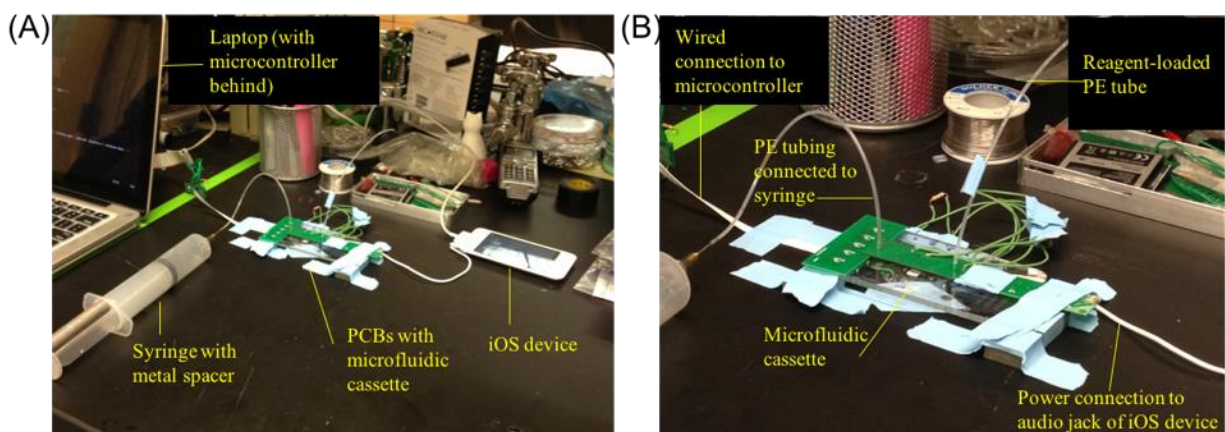 (A)
Laptop (with
microcontroller
behind)
Syringe with
metal spacer
PCBs with
microfluidic
cassette
iOS device
(B)
Wired
connection to
microcontroller
Reagent-loaded
PE tube
PE tubing
connected to
syringe
Microfluidic
cassette
Power connection to
audio jack of iOS device